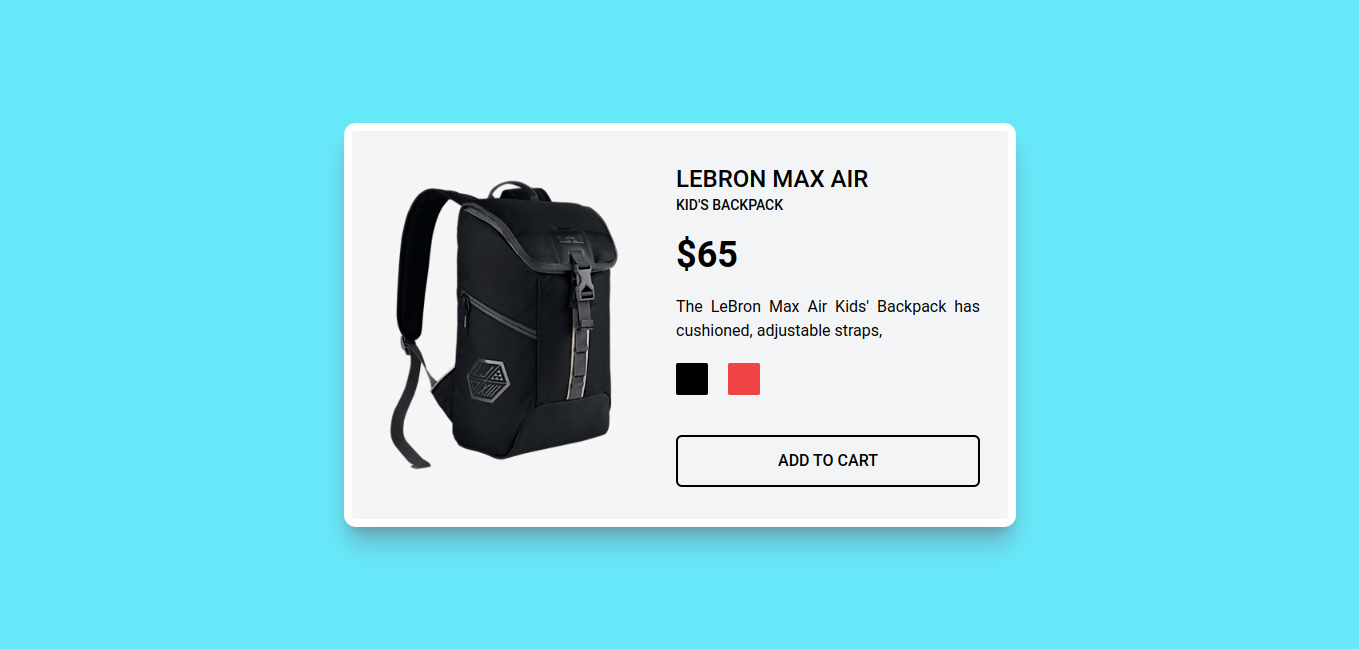 LEBRON MAX AIR
KID'S BACKPACK
$65
The LeBron Max Air Kids' Backpack has
cushioned, adjustable straps,
ADD TO CART